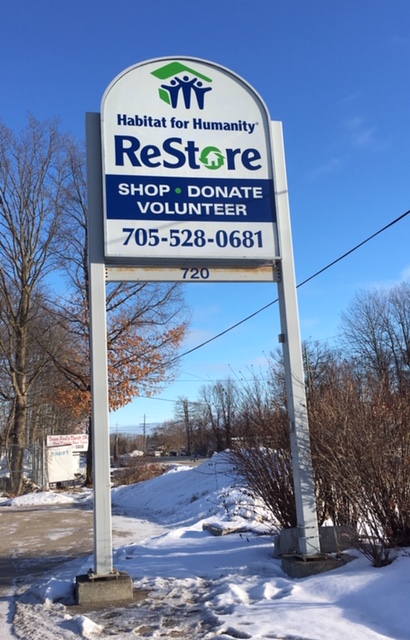 Habitat for Humanity®
ReStore
SHOP • DONATE
VOLUNTEER
705-528-0681
720